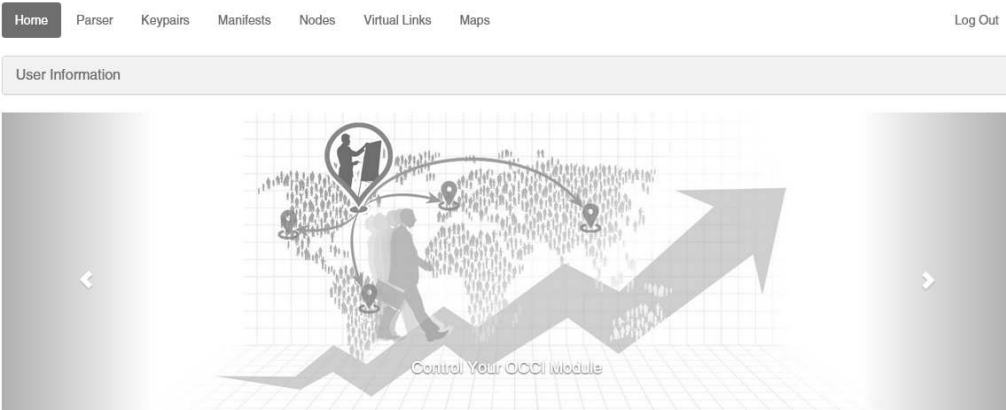 Home Parser Keypairs Manifests Nodes Virtual Links Maps Log Out
User Information
Control Your OCCI Module